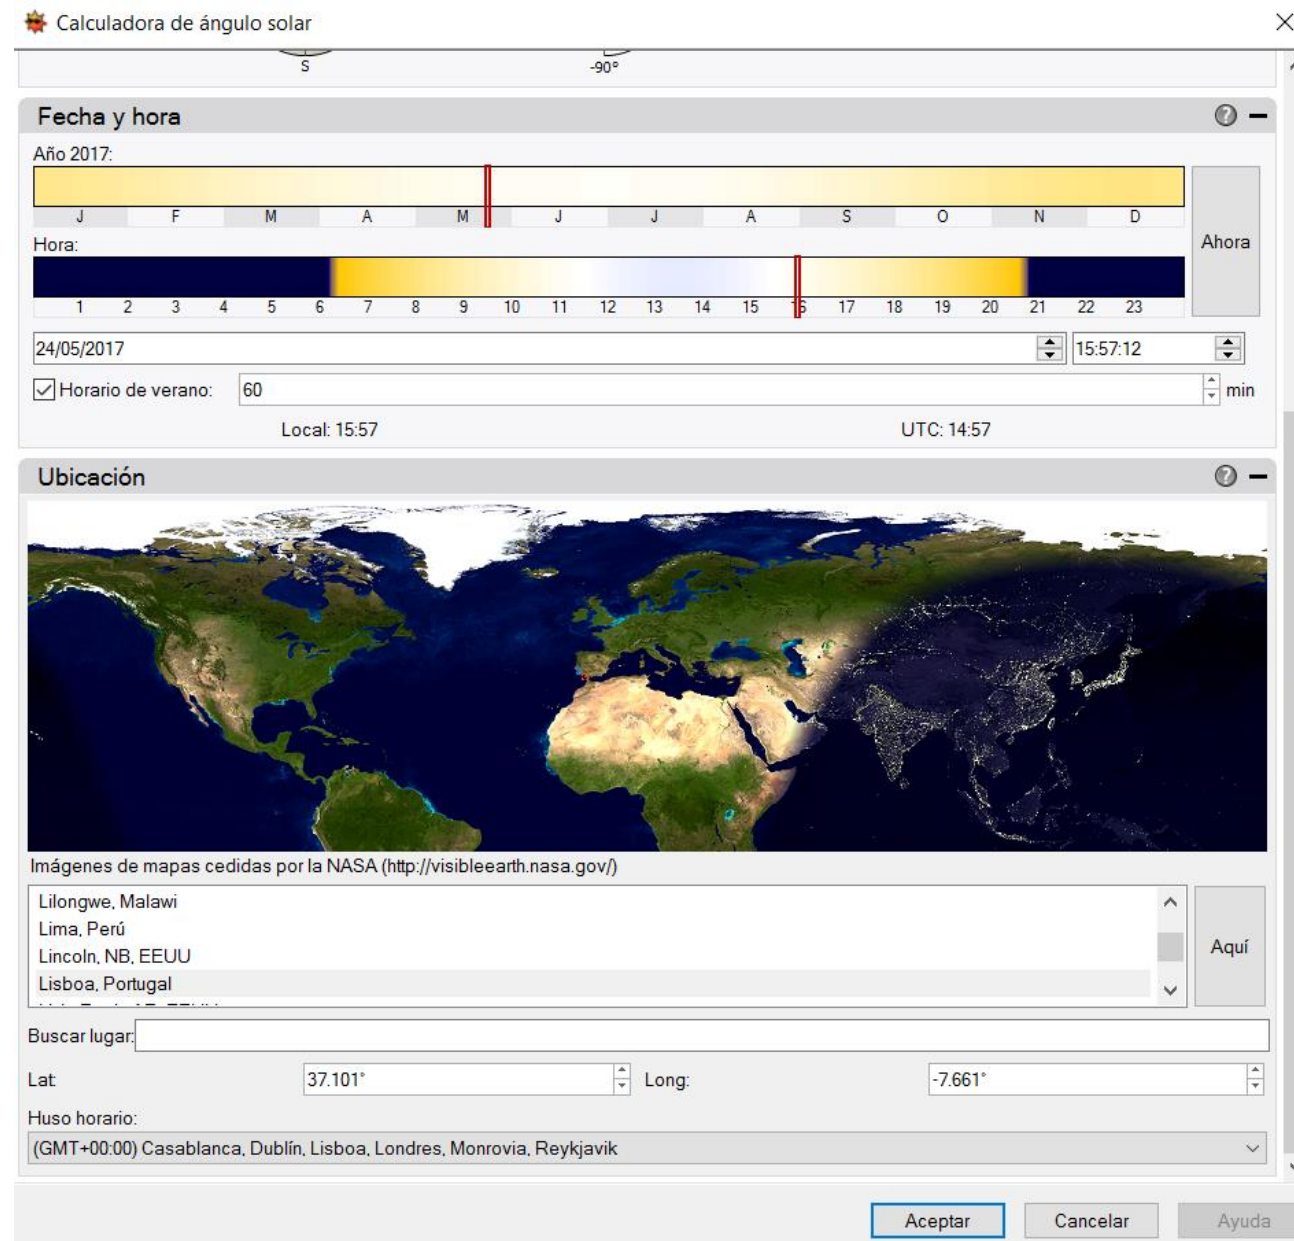 Calculadora de ángulo solar
S -90°
Fecha y hora
Año 2017:
J F M A M J J A S O N D
Ahora
Hora:
1 2 3 4 5 6 7 8 9 10 11 12 13 14 15 16 17 18 19 20 21 22 23
24/05/2017 15:57:12
Horario de verano: 60 min
Local: 15:57 UTC: 14:57
Ubicación
Imágenes de mapas cedidas por la NASA (http://visibleearth.nasa.gov/)
Lilongwe, Malawi
Lima, Perú
Lincoln, NB, EEUU
Aquí
Lisboa, Portugal
Buscar lugar:
Lat: 37.101° Long: -7.661°
Huso horario:
(GMT+00:00) Casablanca, Dublín, Lisboa, Londres, Monrovia, Reykjavik
Aceptar Cancelar Ayuda